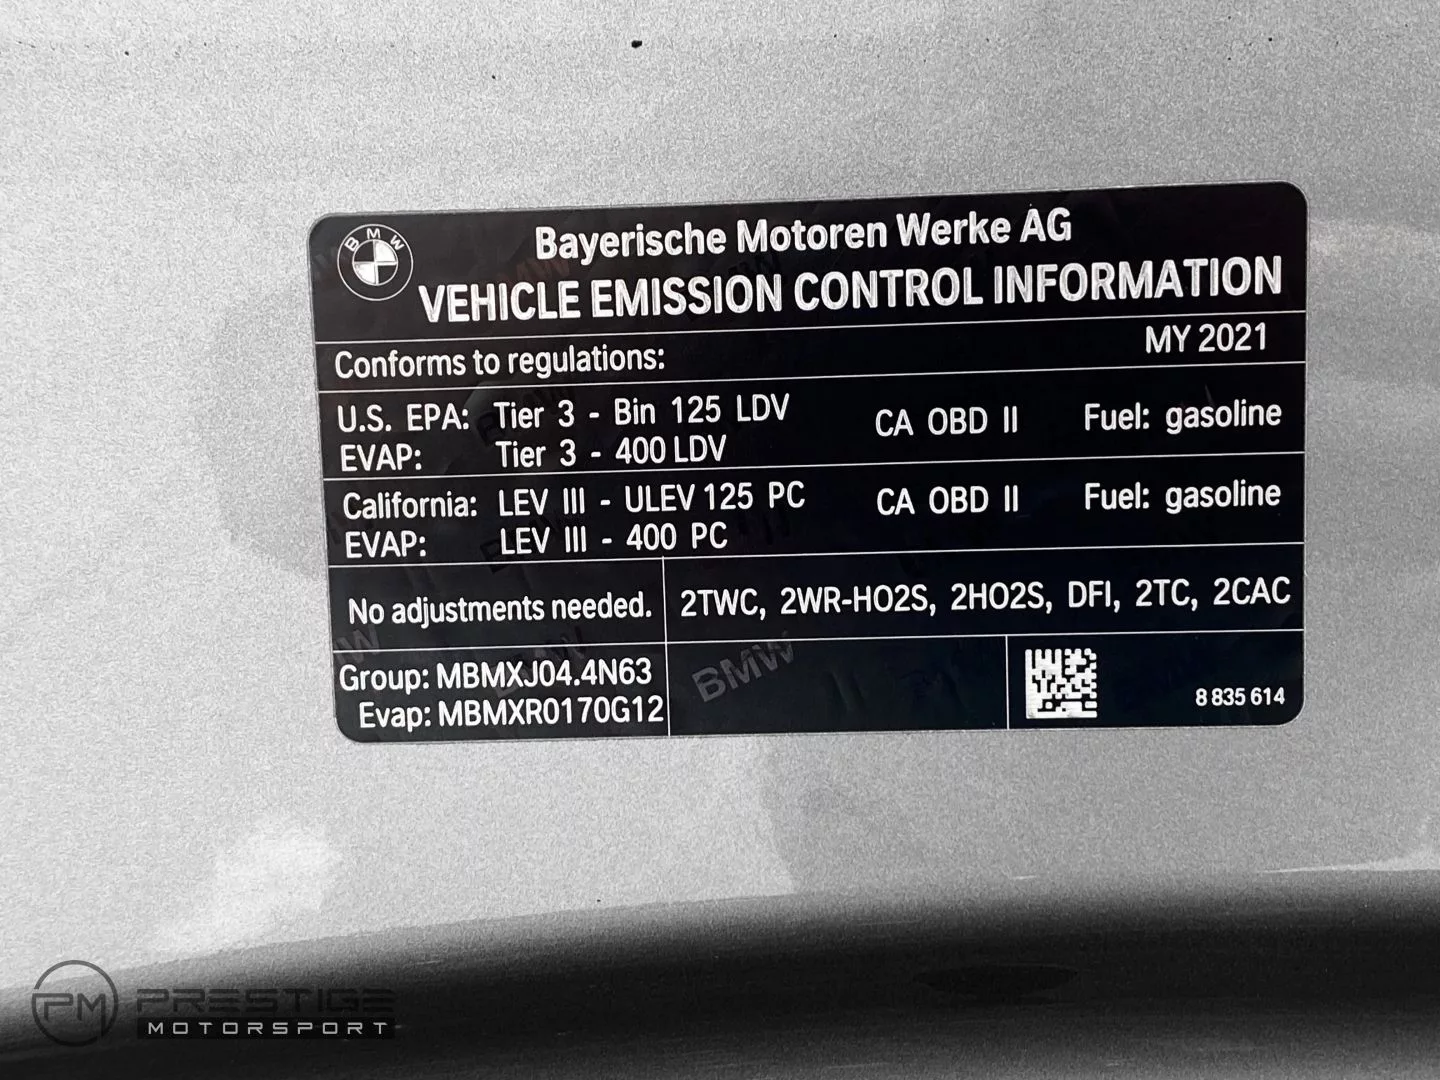 BMW
Bayerische Motoren Werke AG
VEHICLE EMISSION CONTROL INFORMATION
MY 2021
Conforms to regulations:
U.S. EPA: Tier 3 - Bin 125 LDV CA OBD II Fuel: gasoline
EVAP: Tier 3 - 400 LDV
California: LEV III - ULEV 125 PC CA OBD II Fuel: gasoline
EVAP: LEV III - 400 PC
No adjustments needed. 2TWC, 2WR-HO2S, 2HO2S, DFI, 2TC, 2CAC
Group: MBMXJ04.4N63
Evap: MBMXR0170G12
BMW
8 835 614
PM PRESTIGE
MOTORSPORT